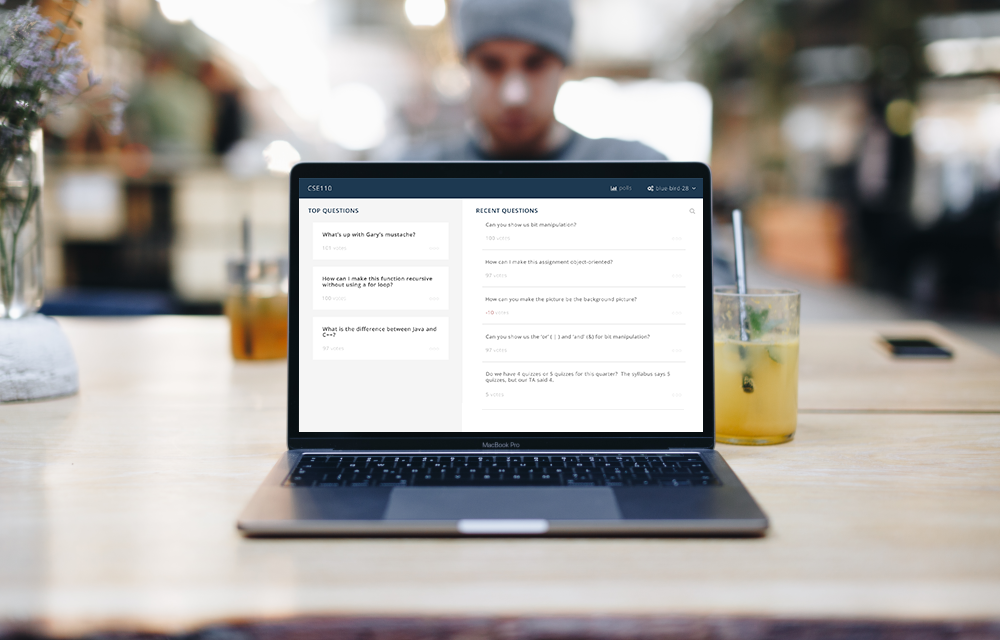 CSE110
polls
blue-bird-28
TOP QUESTIONS
What's up with Gary's mustache?
votes
How can I make this function recursive
without using a for loop?
100 votes
What is the difference between Java and
C++?
votes
RECENT QUESTIONS
Can you show us bit manipulation?
100 votes
How can I make this assignment object-oriented?
votes
How can you make the picture be the background picture?
-10 votes
Can you show us the 'or' ( | ) and 'and' (&) for bit manipulation?
votes
Do we have 4 quizzes or 5 quizzes for this quarter? The syllabus says 5
quizzes, but our TA said 4.
5 votes
MacBook Pro